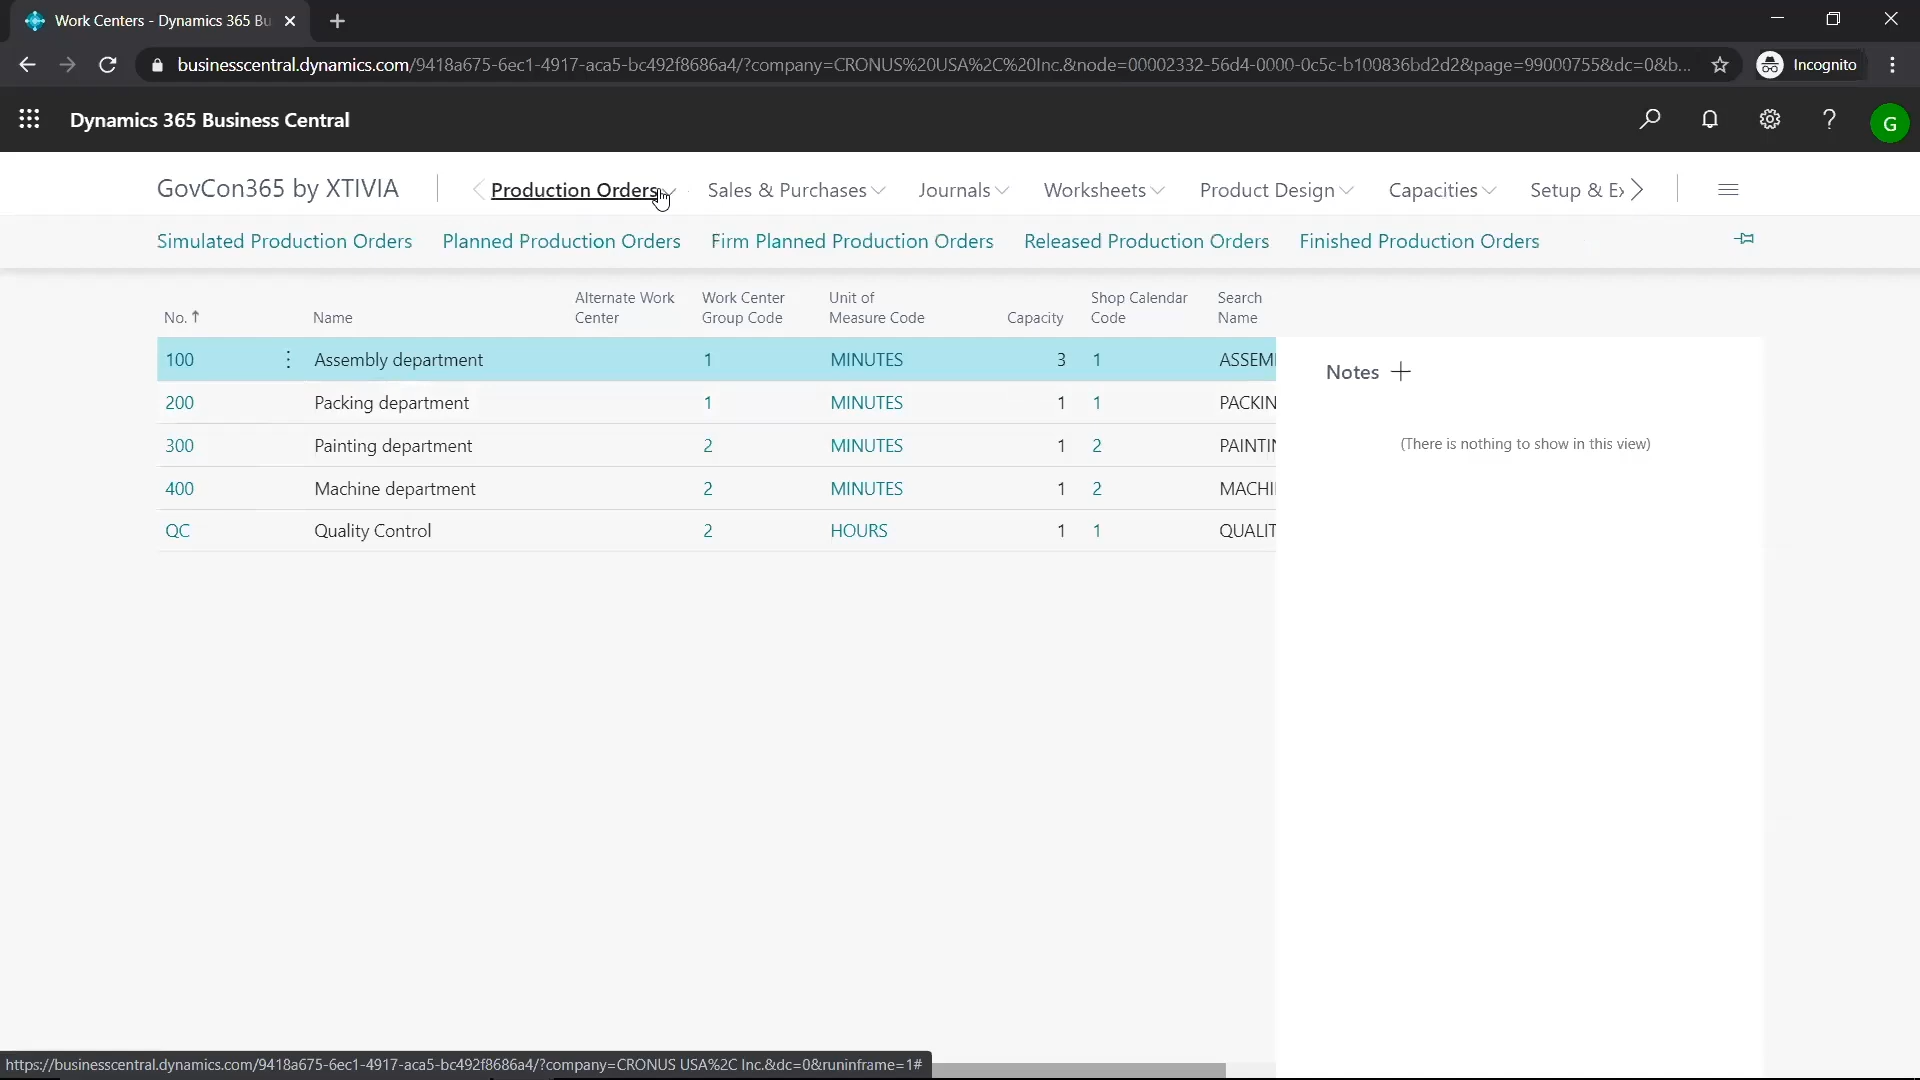 Work Centers - Dynamics 365 Bu
businesscentral.dynamics.com/9418a675-6ec1-4917-aca5-bc492f8686a4/?company=CRONUS%20USA%2C%20Inc.&node=00002332-56d4-0000-0c5c-b100836bd2d2&page=99000755&dc=0&b...
Incognito
Dynamics 365 Business Central
G
GovCon365 by XTIVIA
Production Orders
Sales & Purchases
Journals
Worksheets
Product Design
Capacities
Setup & Ex
Simulated Production Orders
Planned Production Orders
Firm Planned Production Orders
Released Production Orders
Finished Production Orders
No. ↑ Name Alternate Work Center Work Center Group Code Unit of Measure Code Capacity Shop Calendar Code Search Name
100 Assembly department 1 MINUTES 3 1 ASSEM
200 Packing department 1 MINUTES 1 1 PACKIN
300 Painting department 2 MINUTES 1 2 PAINTIN
400 Machine department 2 MINUTES 1 2 MACHI
QC Quality Control 2 HOURS 1 1 QUALIT
Notes
(There is nothing to show in this view)
https://businesscentral.dynamics.com/9418a675-6ec1-4917-aca5-bc492f8686a4/?company=CRONUS USA%2C Inc.&dc=0&runinframe=1#